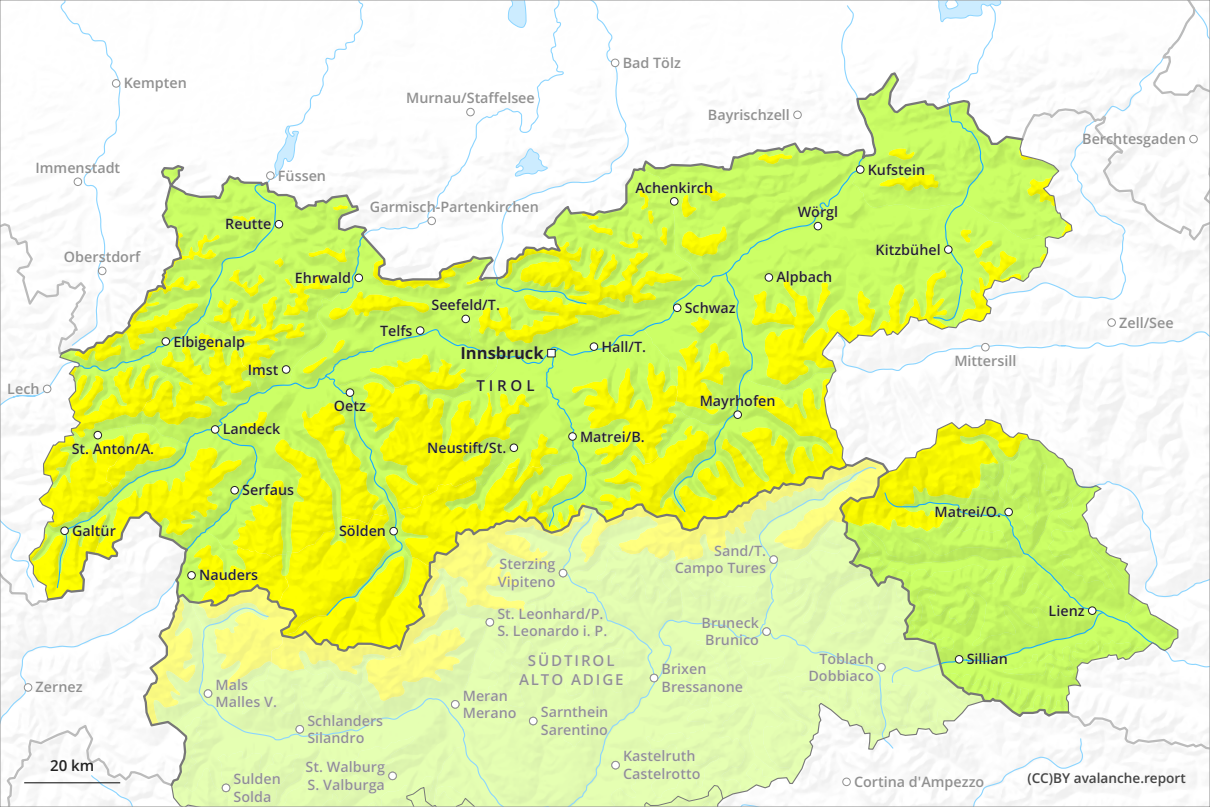 Kempten
Bad Tölz
Murnau/Staffelsee
Bayrischzell
Berchtesgaden
Immenstadt
Füssen
Kufstein
Achenkirch
Garmisch-Partenkirchen
Wörgl
Reutte
Oberstdorf
Kitzbühel
Ehrwald
Alpbach
Seefeld/T.
Schwaz
Telfs
Zell/See
Elbigenalp
Innsbruck
Hall/T.
Mittersill
Imst
TIROL
Lech
Oetz
Mayrhofen
Landeck
Matrei/B.
St. Anton/A.
Neustift/St.
Serfaus
Matrei/O.
Galtür
Sölden
Sand/T.
Campo Tures
Sterzing
Vipiteno
Nauders
St. Leonhard/P.
S. Leonardo i. P.
Lienz
Bruneck
Brunico
SÜDTIROL
ALTO ADIGE
Sillian
Toblach
Dobbiaco
Brixen
Bressanone
Zernez
Mals
Malles V.
Meran
Merano
Sarnthein
Sarentino
Schlanders
Silandro
Kastelruth
Castelrotto
20 km
St. Walburg
S. Valburga
Sulden
Solda
Cortina d'Ampezzo
(CC)BY avalanche.report